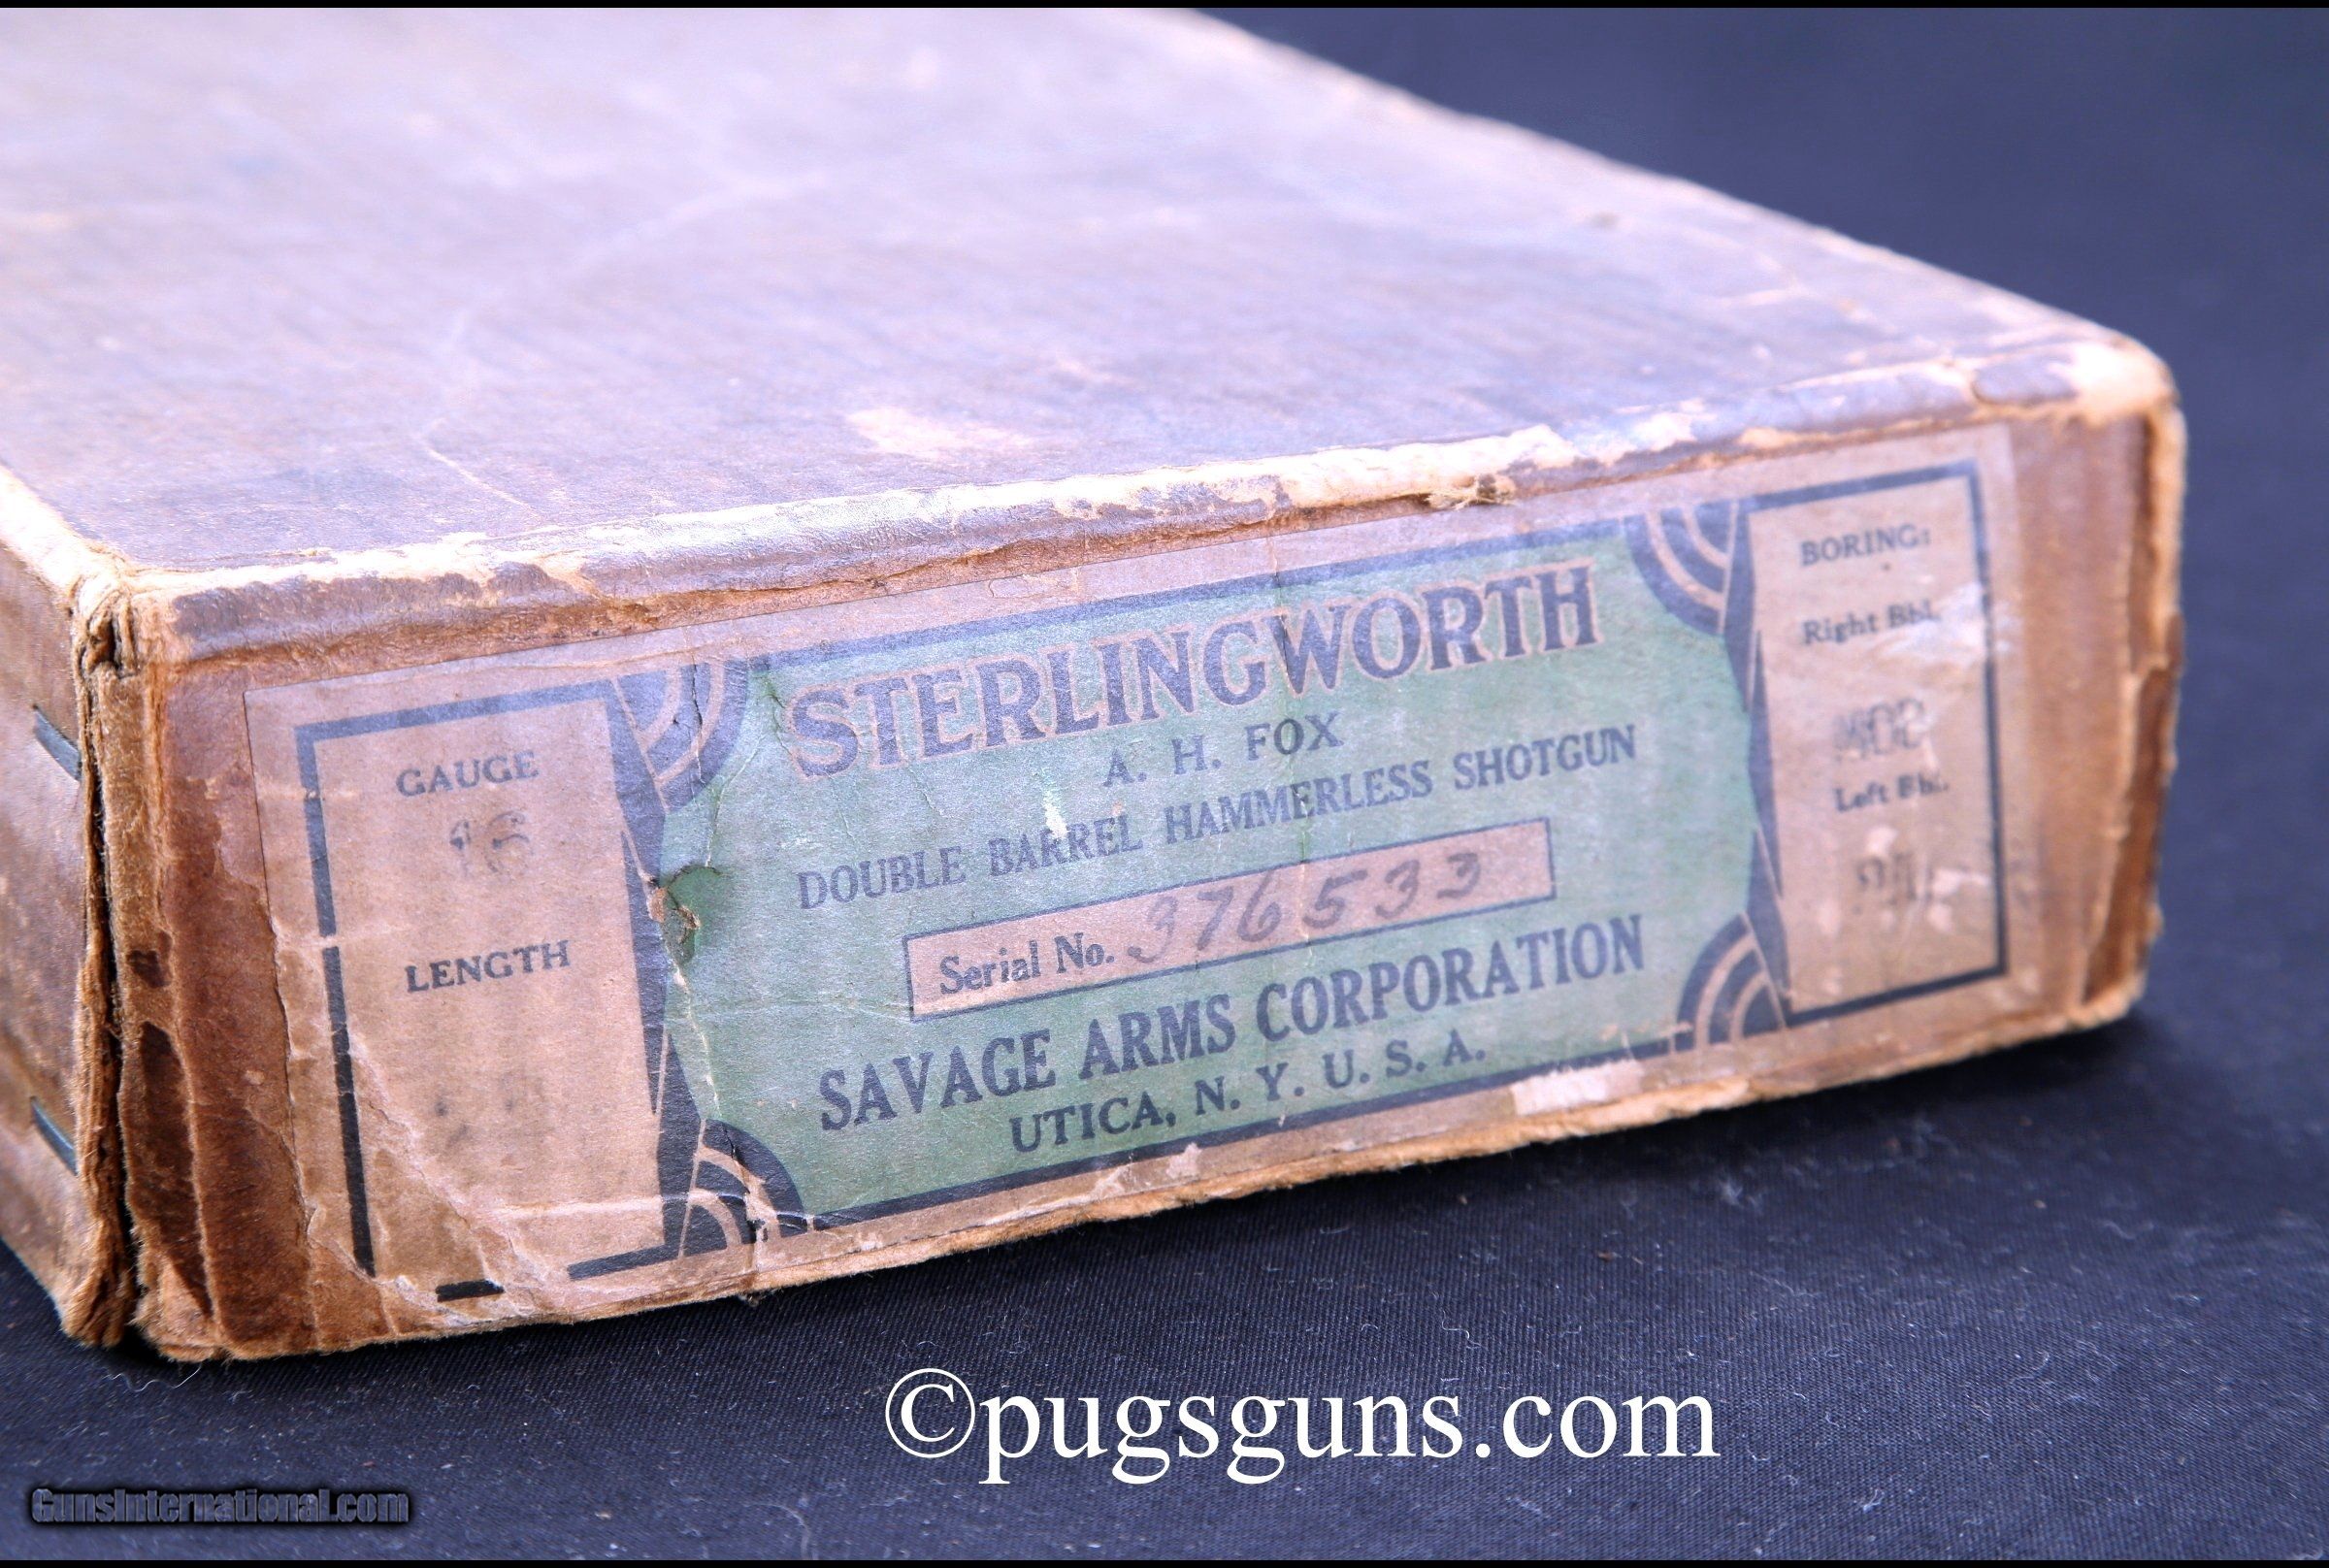 GAUGE
16
LENGTH
STERLINGWORTH
A. H. FOX
DOUBLE BARREL HAMMERLESS SHOTGUN
Serial No. 376533
SAVAGE ARMS CORPORATION
UTICA, N. Y. U. S. A.
BORING:
Right Bbl.
MOD
Left Bbl.
©pugsguns.com
GunsInternational.com